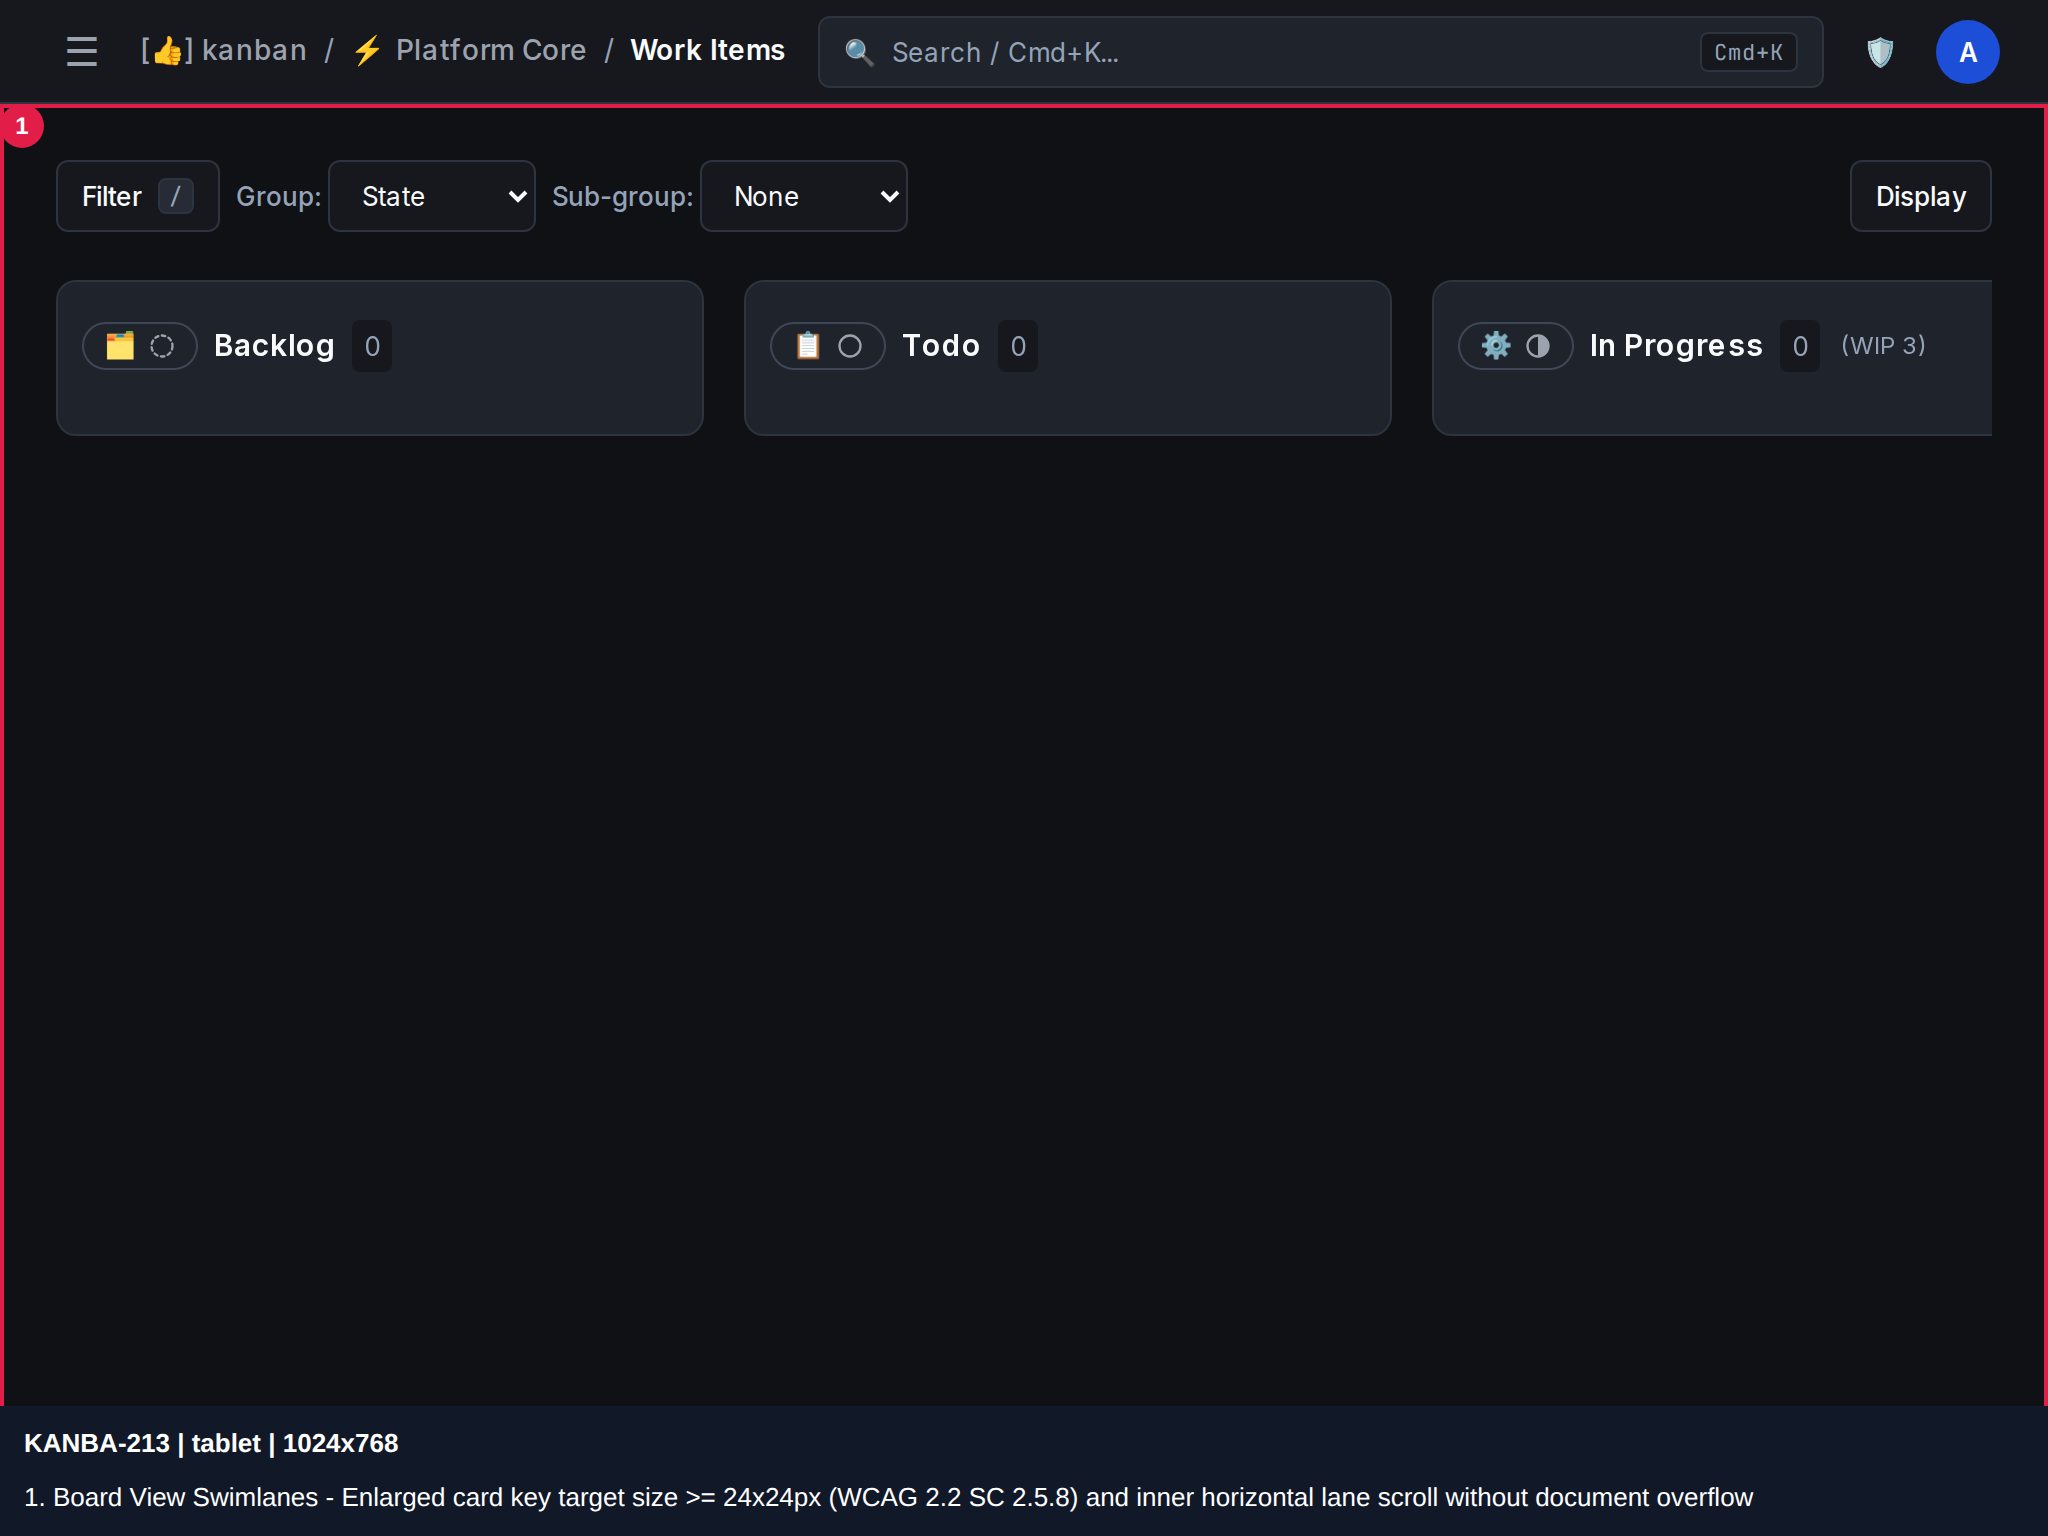 [👍] kanban / ⚡ Platform Core / Work Items
Search / Cmd+K...
Cmd+K
A
1
Filter /
Group: State
Sub-group: None
Display
Backlog 0
Todo 0
In Progress 0 (WIP 3)
KANBA-213 | tablet | 1024x768
1. Board View Swimlanes - Enlarged card key target size >= 24x24px (WCAG 2.2 SC 2.5.8) and inner horizontal lane scroll without document overflow